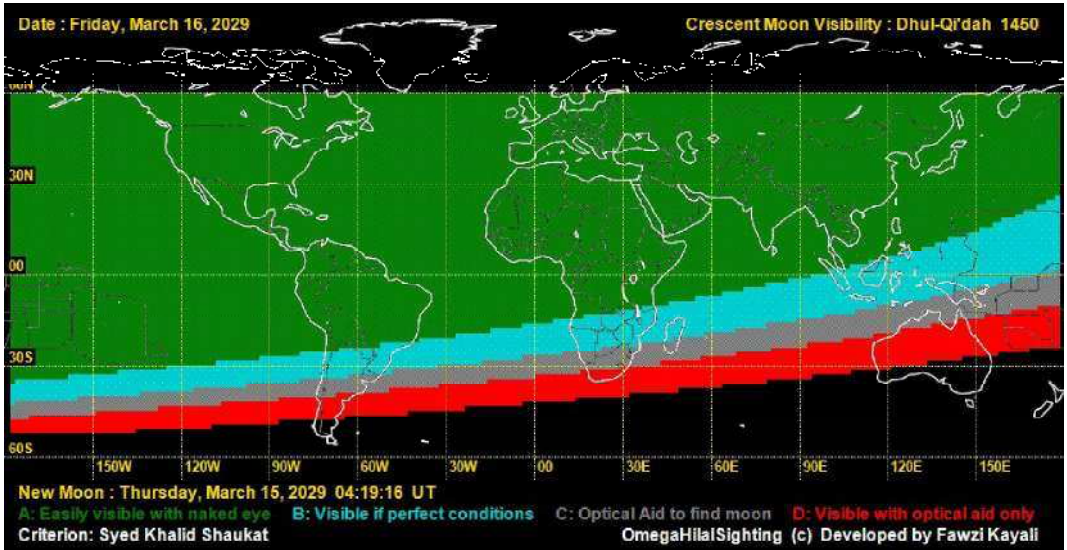 Date : Friday, March 16, 2029
Crescent Moon Visibility : Dhul-Qi'dah 1450
60N
30N
00
30S
60S
150W 120W 90W 60W 30W 00 30E 60E 90E 120E 150E
New Moon : Thursday, March 15, 2029 04:19:16 UT
A: Easily visible with naked eye B: Visible if perfect conditions C: Optical Aid to find moon D: Visible with optical aid only
Criterion: Syed Khalid Shaukat OmegaHilalSighting (c) Developed by Fawzi Kayali